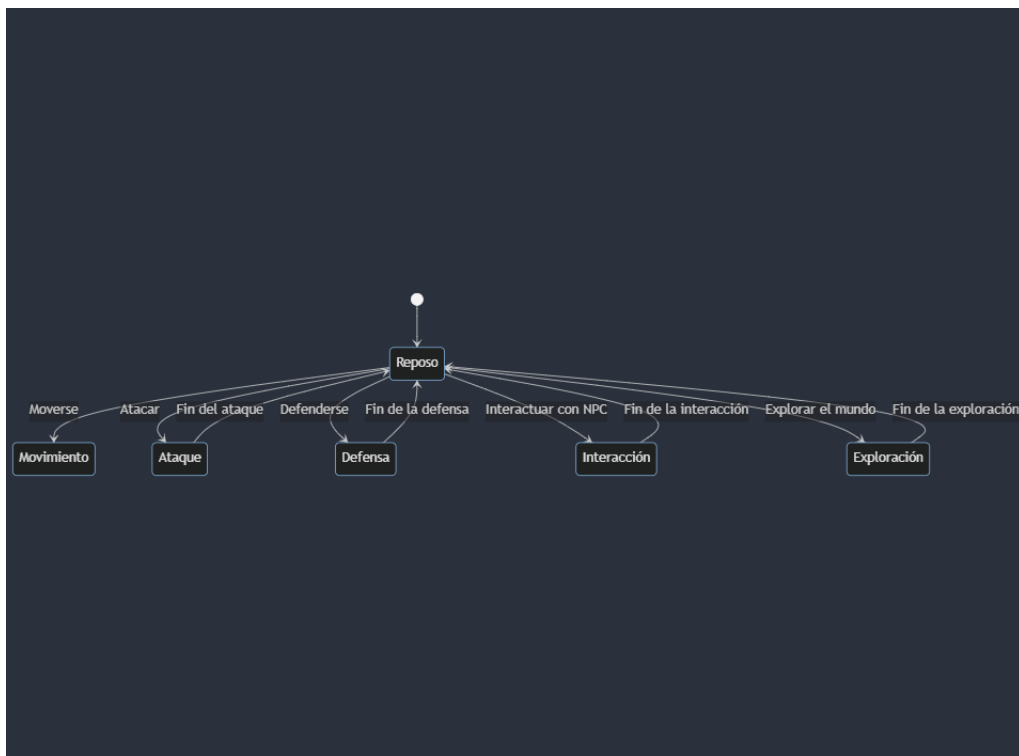 Reposo
Moverse
Atacar
Fin del ataque
Defenderse
Fin de la defensa
Interactuar con NPC
Fin de la interacción
Explorar el mundo
Fin de la exploración
Movimiento
Ataque
Defensa
Interacción
Exploración